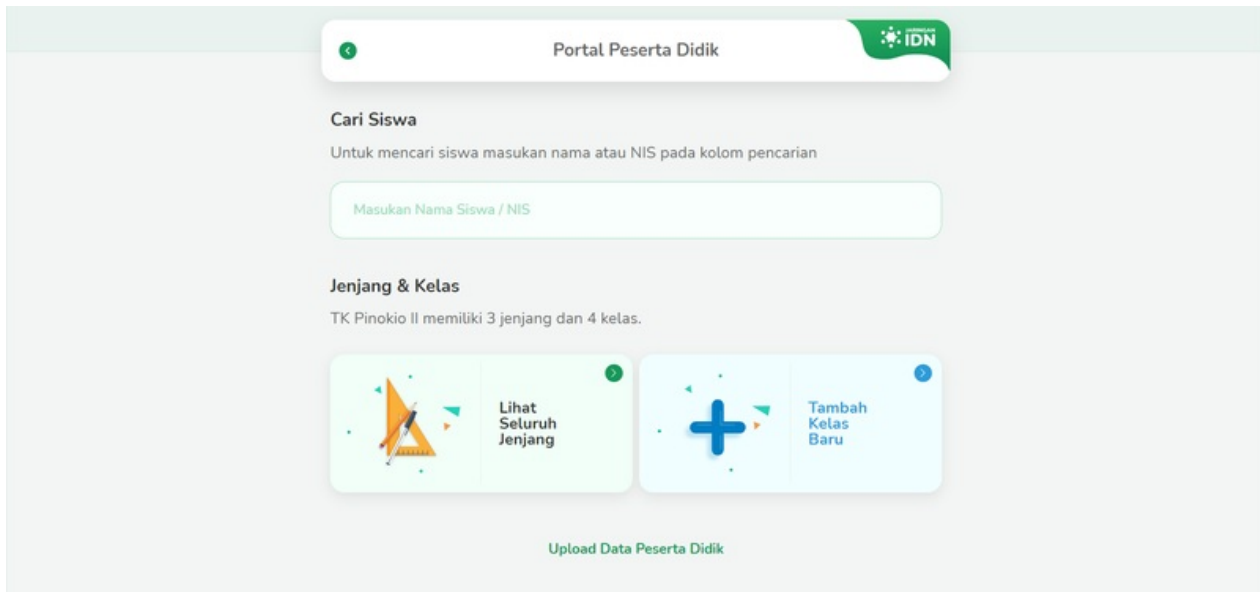 Portal Peserta Didik
JARINGAN
IDN
Cari Siswa
Untuk mencari siswa masukan nama atau NIS pada kolom pencarian
Masukan Nama Siswa / NIS
Jenjang & Kelas
TK Pinokio II memiliki 3 jenjang dan 4 kelas.
Lihat
Seluruh
Jenjang
Tambah
Kelas
Baru
Upload Data Peserta Didik